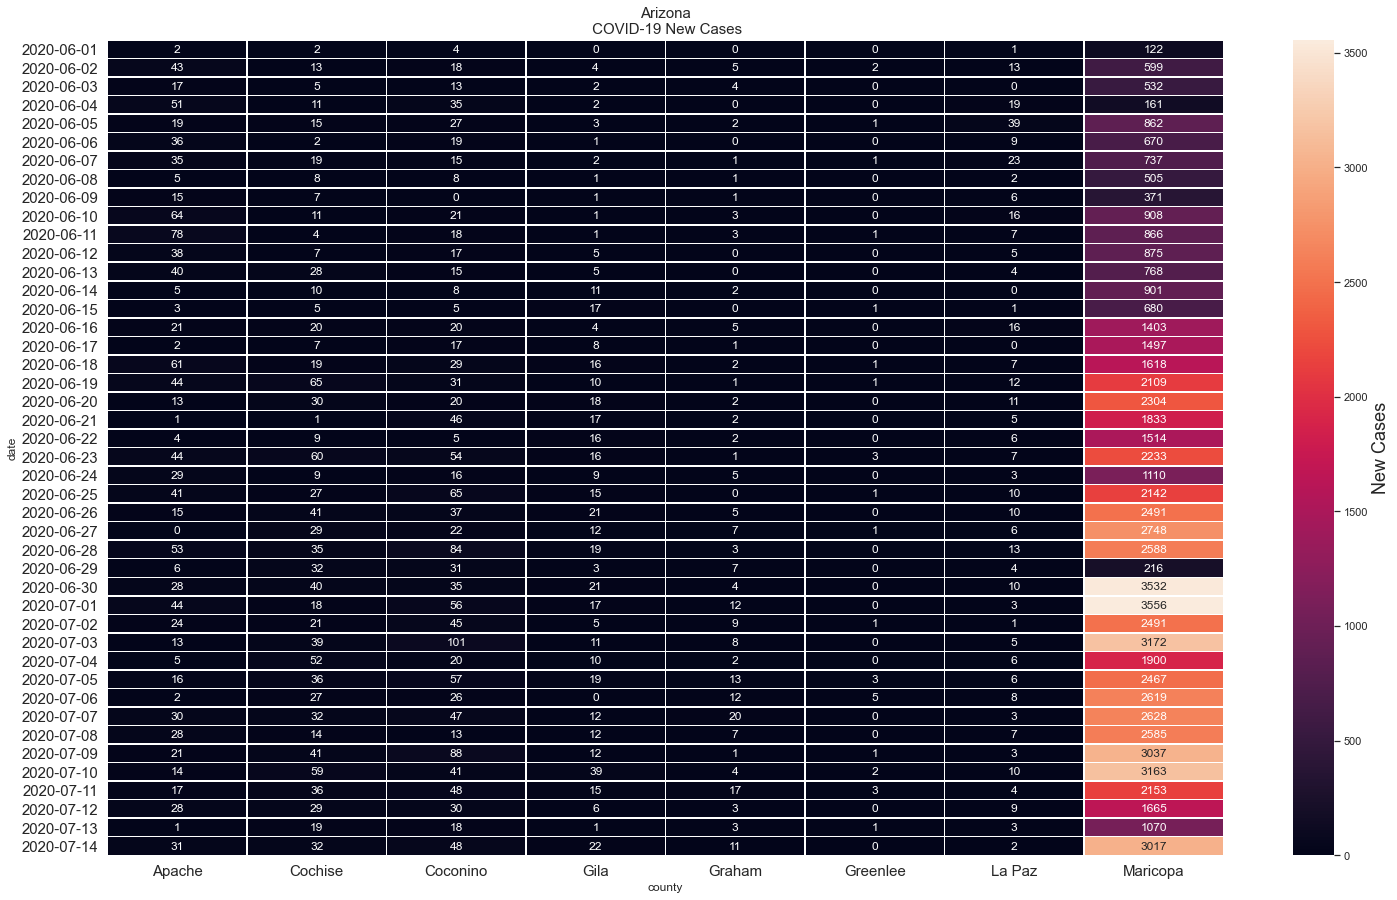 Arizona
COVID-19 New Cases
2020-06-01 2 2 4 0 0 0 1 122
2020-06-02 43 13 18 4 5 2 13 599
2020-06-03 17 5 13 2 4 0 0 532
2020-06-04 51 11 35 2 0 0 19 161
2020-06-05 19 15 27 3 2 1 39 862
2020-06-06 36 2 19 1 0 0 9 670
2020-06-07 35 19 15 2 1 1 23 737
2020-06-08 5 8 8 1 1 0 2 505
2020-06-09 15 7 0 1 1 0 6 371
2020-06-10 64 11 21 1 3 0 16 908
2020-06-11 78 4 18 1 3 1 7 866
2020-06-12 38 7 17 5 0 0 5 875
2020-06-13 40 28 15 5 0 0 4 768
2020-06-14 5 10 8 11 2 0 0 901
2020-06-15 3 5 5 17 0 1 1 680
2020-06-16 21 20 20 4 5 0 16 1403
2020-06-17 2 7 17 8 1 0 0 1497
2020-06-18 61 19 29 16 2 1 7 1618
2020-06-19 44 65 31 10 1 1 12 2109
2020-06-20 13 30 20 18 2 0 11 2304
2020-06-21 1 1 46 17 2 0 5 1833
2020-06-22 4 9 5 16 2 0 6 1514
2020-06-23 44 60 54 16 1 3 7 2233
2020-06-24 29 9 16 9 5 0 3 1110
2020-06-25 41 27 65 15 0 1 10 2142
2020-06-26 15 41 37 21 5 0 10 2491
2020-06-27 0 29 22 12 7 1 6 2748
2020-06-28 53 35 84 19 3 0 13 2588
2020-06-29 6 32 31 3 7 0 4 216
2020-06-30 28 40 35 21 4 0 10 3532
2020-07-01 44 18 56 17 12 0 3 3556
2020-07-02 24 21 45 5 9 1 1 2491
2020-07-03 13 39 101 11 8 0 5 3172
2020-07-04 5 52 20 10 2 0 6 1900
2020-07-05 16 36 57 19 13 3 6 2467
2020-07-06 2 27 26 0 12 5 8 2619
2020-07-07 30 32 47 12 20 0 3 2628
2020-07-08 28 14 13 12 7 0 7 2585
2020-07-09 21 41 88 12 1 1 3 3037
2020-07-10 14 59 41 39 4 2 10 3163
2020-07-11 17 36 48 15 17 3 4 2153
2020-07-12 28 29 30 6 3 0 9 1665
2020-07-13 1 19 18 1 3 1 3 1070
2020-07-14 31 32 48 22 11 0 2 3017
Apache Cochise Coconino Gila Graham Greenlee La Paz Maricopa
county
date
3500
3000
2500
2000
1500
1000
500
0
New Cases